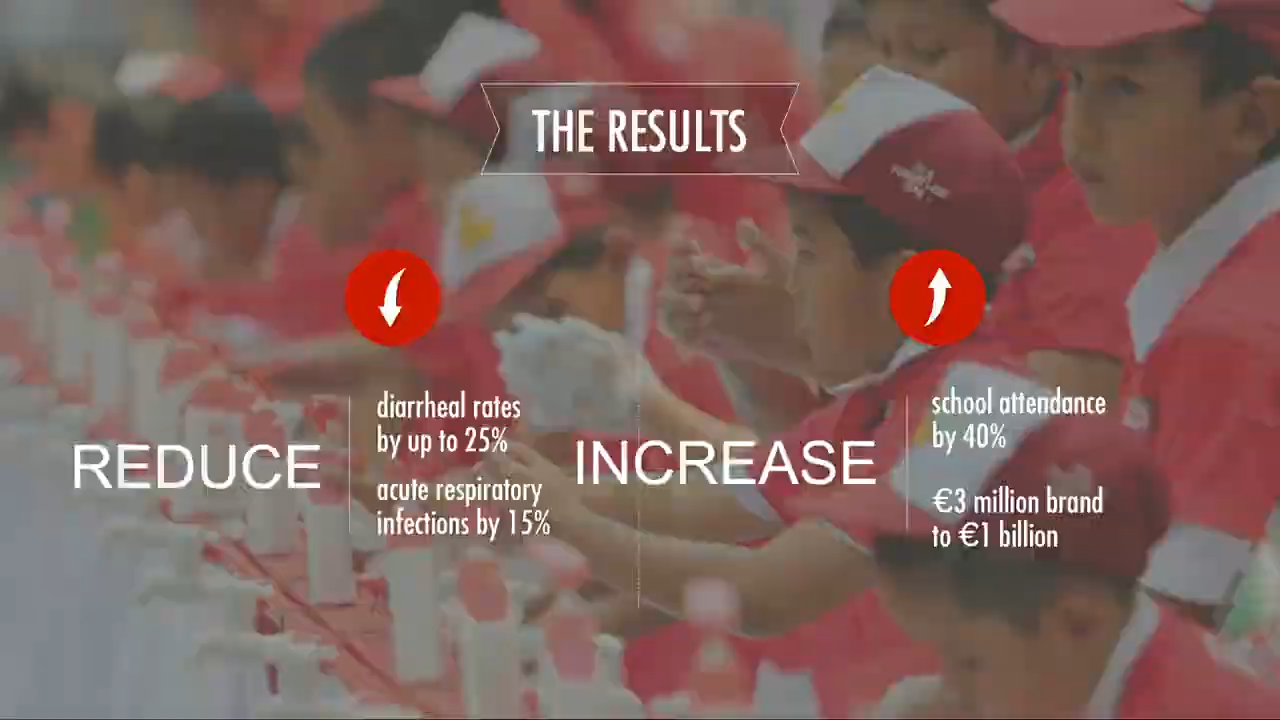 THE RESULTS
REDUCE
diarrheal rates
by up to 25%
acute respiratory
infections by 15%
INCREASE
school attendance
by 40%
€3 million brand
to €1 billion